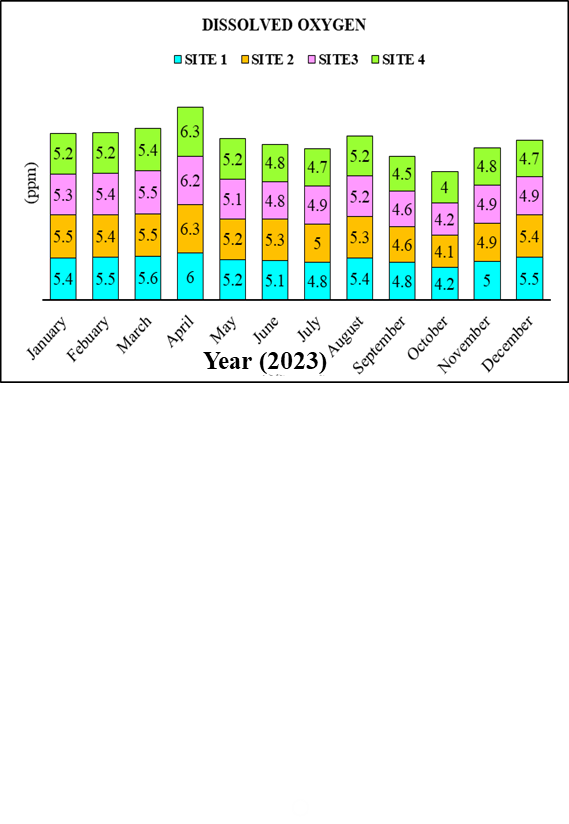 DISSOLVED OXYGEN
SITE 1 SITE 2 SITE3 SITE 4
(ppm)
5.2 5.2 5.4 6.3 5.2 4.8 4.7 5.2 4.5 4 4.8 4.7
5.3 5.4 5.5 6.2 5.1 4.8 4.9 5.2 4.6 4.2 4.9 4.9
5.5 5.4 5.5 6.3 5.2 5.3 5 5.3 4.6 4.1 4.9 5.4
5.4 5.5 5.6 6 5.2 5.1 4.8 5.4 4.8 4.2 5 5.5
January Febuary March April May June July August September October November December
Year (2023)